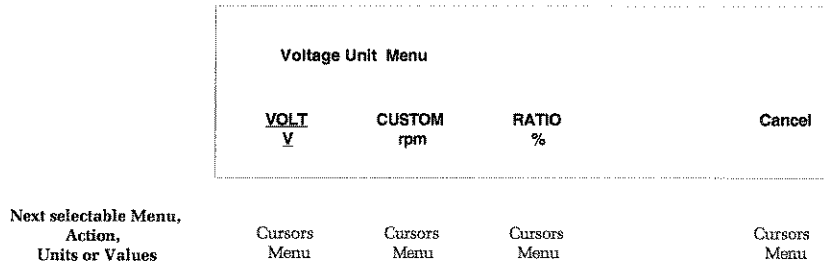 Voltage Unit Menu
VOLT CUSTOM RATIO Cancel
V rpm %
Next selectable Menu,
Action,
Units or Values
Cursors Cursors Cursors Cursors
Menu Menu Menu Menu